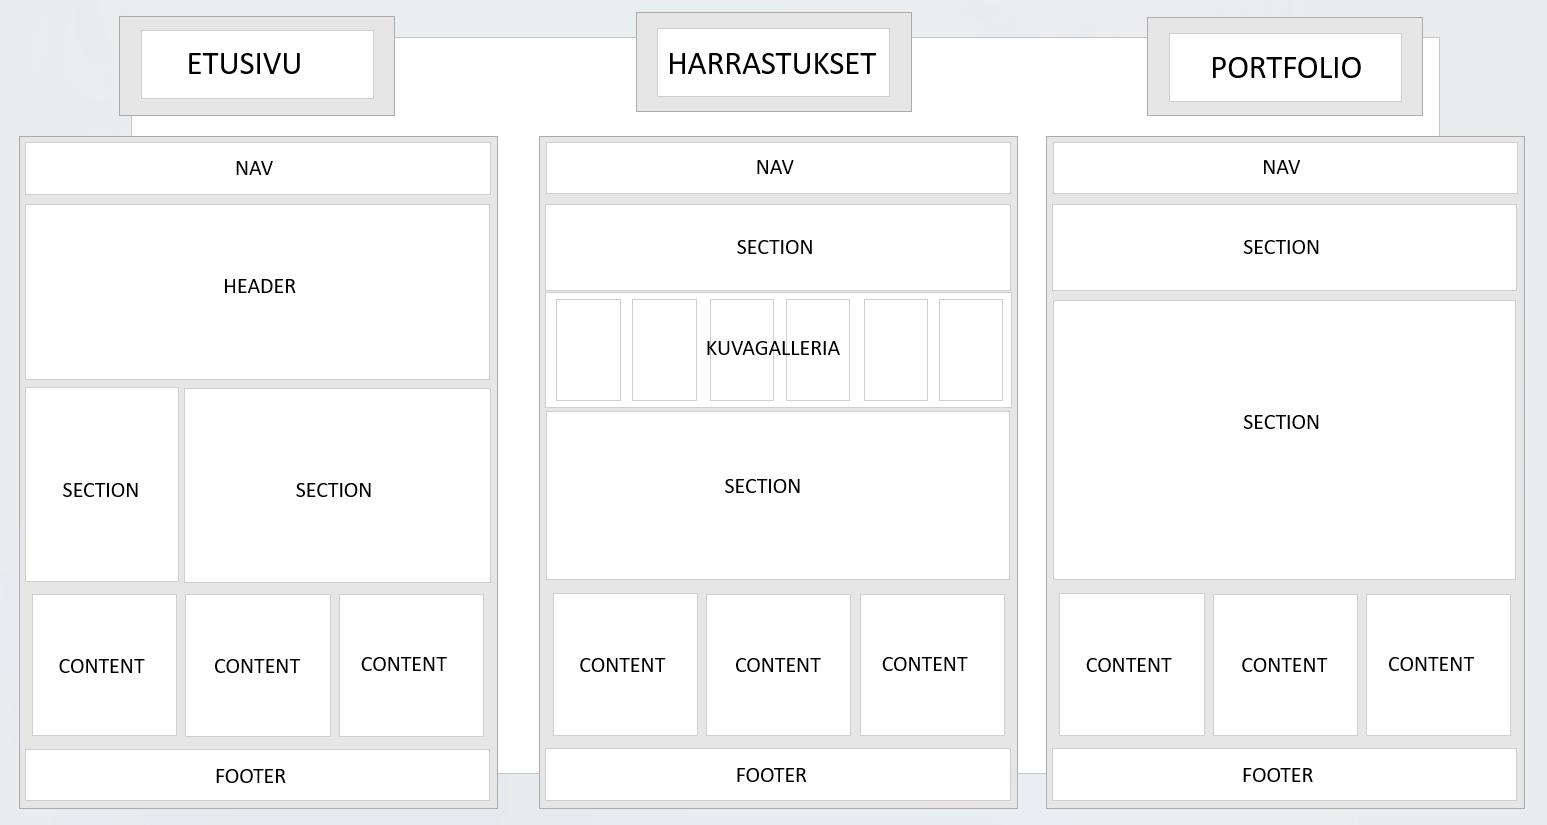 ETUSIVU
NAV
HEADER
SECTION
SECTION
CONTENT
CONTENT
CONTENT
FOOTER
HARRASTUKSET
NAV
SECTION
KUVAGALLERIA
SECTION
CONTENT
CONTENT
CONTENT
FOOTER
PORTFOLIO
NAV
SECTION
SECTION
CONTENT
CONTENT
CONTENT
FOOTER